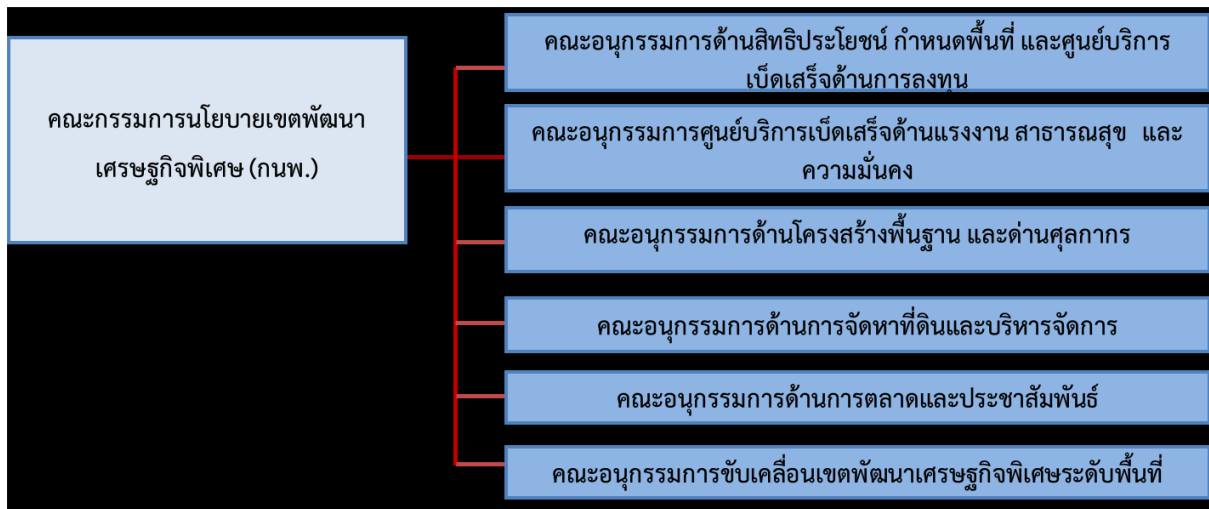 คณะกรรมการนโยบายเขตพัฒนา
เศรษฐกิจพิเศษ (กนพ.)
คณะอนุกรรมการด้านสิทธิประโยชน์ กำหนดพื้นที่ และศูนย์บริการ
เบ็ดเสร็จด้านการลงทุน
คณะอนุกรรมการศูนย์บริการเบ็ดเสร็จด้านแรงงาน สาธารณสุข และ
ความมั่นคง
คณะอนุกรรมการด้านโครงสร้างพื้นฐาน และด่านศุลกากร
คณะอนุกรรมการด้านการจัดหาที่ดินและบริหารจัดการ
คณะอนุกรรมการด้านการตลาดและประชาสัมพันธ์
คณะอนุกรรมการขับเคลื่อนเขตพัฒนาเศรษฐกิจพิเศษระดับพื้นที่